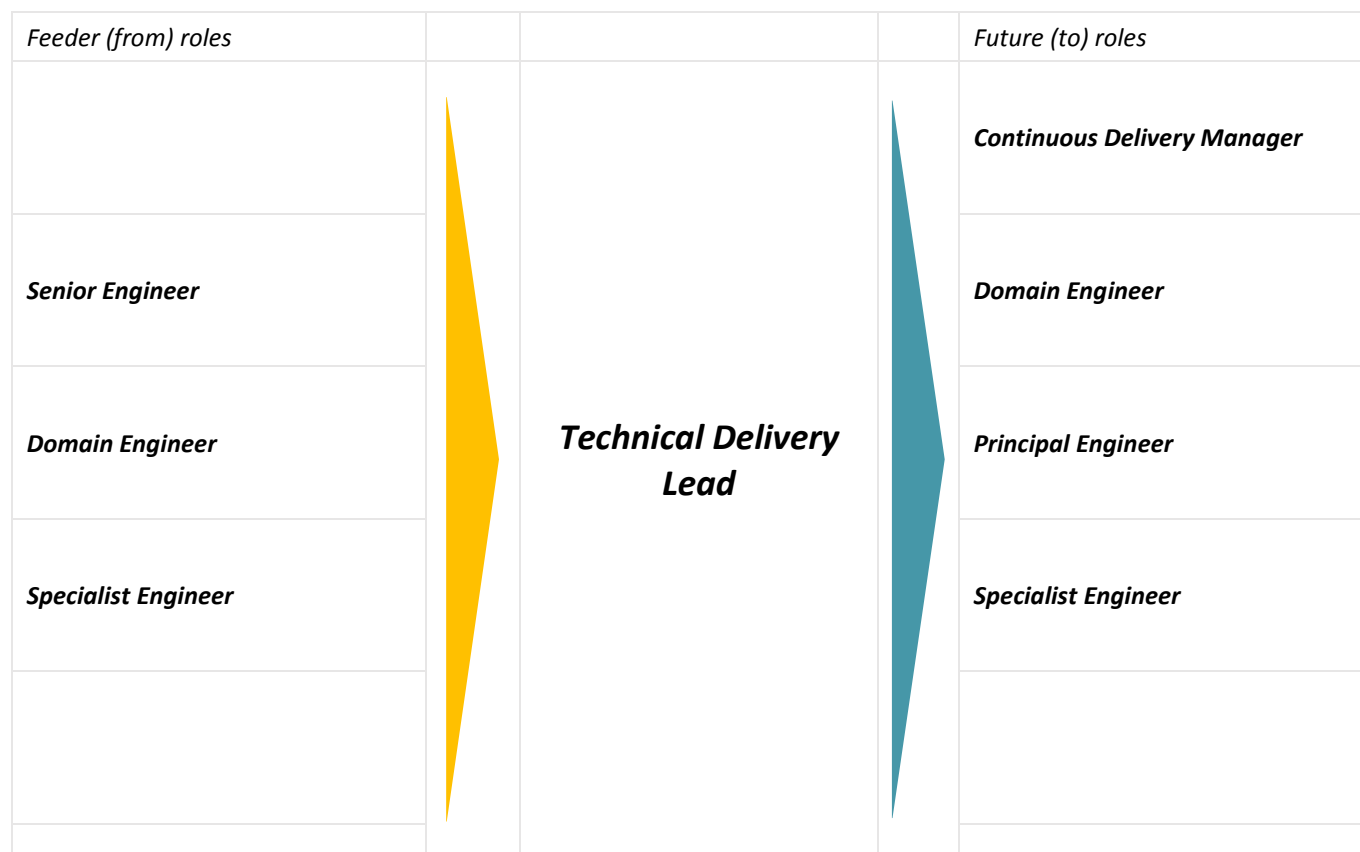 Feeder (from) roles
Future (to) roles
Continuous Delivery Manager
Senior Engineer
Domain Engineer
Domain Engineer
Technical Delivery
Lead
Principal Engineer
Specialist Engineer
Specialist Engineer